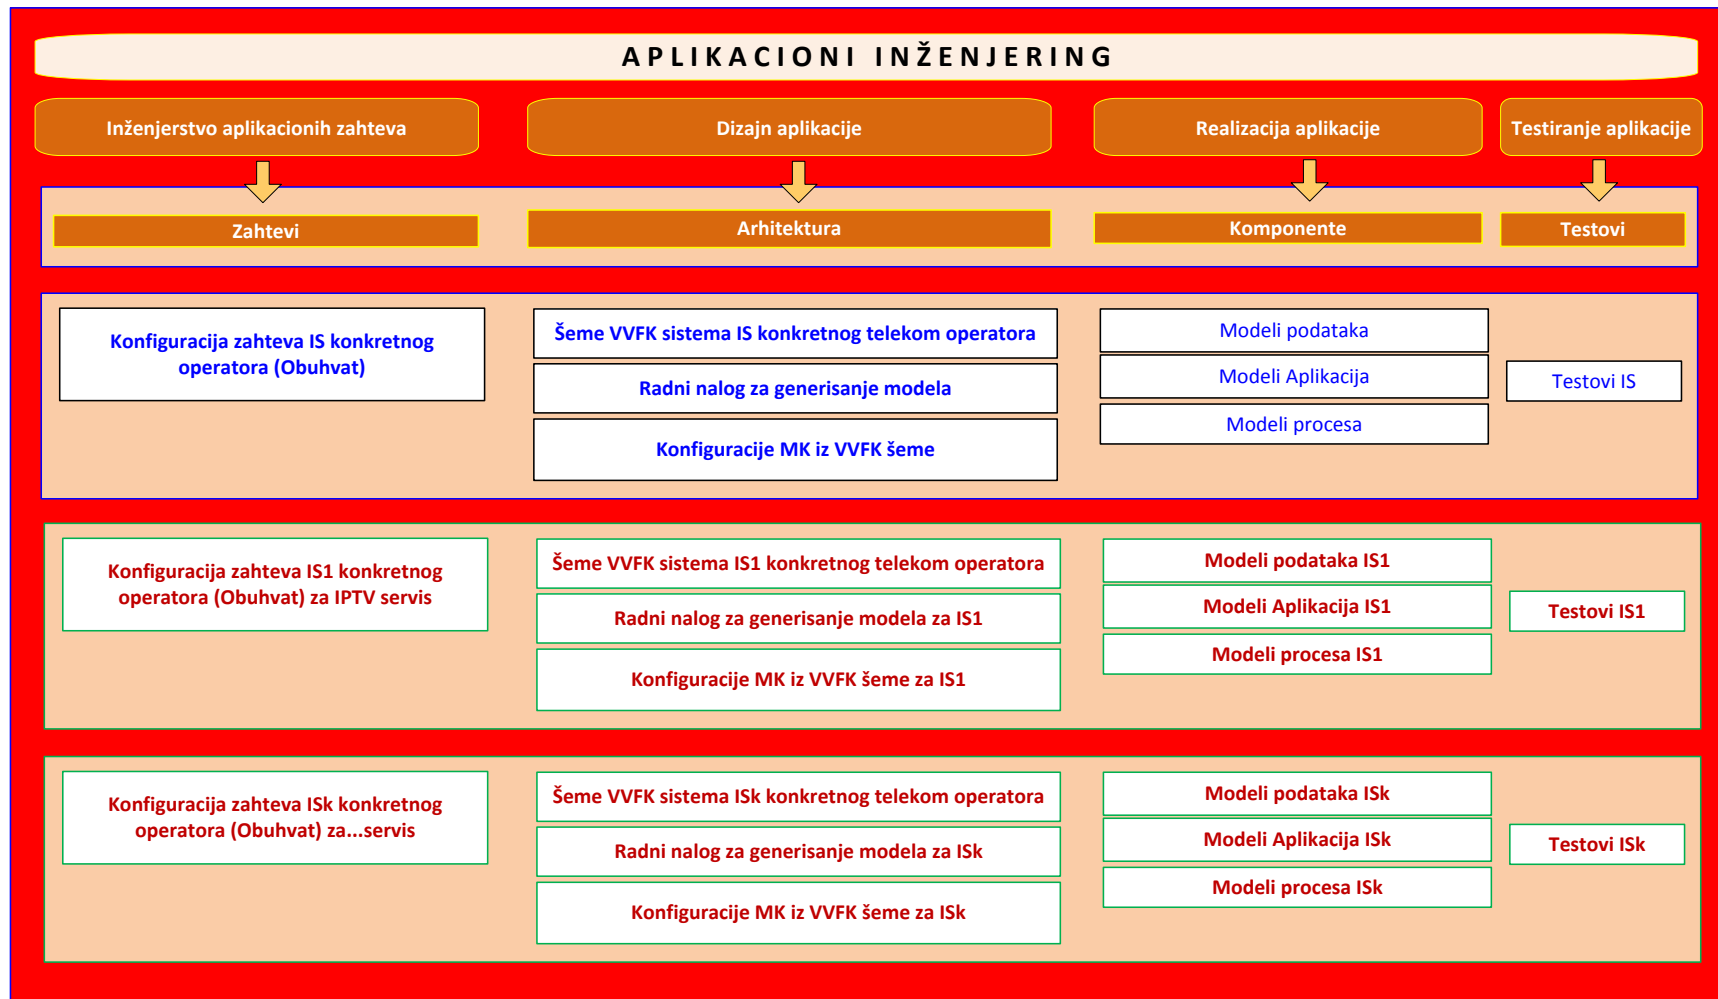 APLIKACIONI INŽENJERING
Inženjerstvo aplikacionih zahteva
Dizajn aplikacije
Realizacija aplikacije
Testiranje aplikacije
Zahtevi
Arhitektura
Komponente
Testovi
Konfiguracija zahteva IS konkretnog
operatora (Obuhvat)
Šeme VVFK sistema IS konkretnog telekom operatora
Radni nalog za generisanje modela
Konfiguracije MK iz VVFK šeme
Modeli podataka
Modeli Aplikacija
Modeli procesa
Testovi IS
Konfiguracija zahteva IS1 konkretnog
operatora (Obuhvat) za IPTV servis
Šeme VVFK sistema IS1 konkretnog telekom operatora
Radni nalog za generisanje modela za IS1
Konfiguracije MK iz VVFK šeme za IS1
Modeli podataka IS1
Modeli Aplikacija IS1
Modeli procesa IS1
Testovi IS1
Konfiguracija zahteva ISk konkretnog
operatora (Obuhvat) za...servis
Šeme VVFK sistema ISk konkretnog telekom operatora
Radni nalog za generisanje modela za ISk
Konfiguracije MK iz VVFK šeme za ISk
Modeli podataka ISk
Modeli Aplikacija ISk
Modeli procesa ISk
Testovi ISk